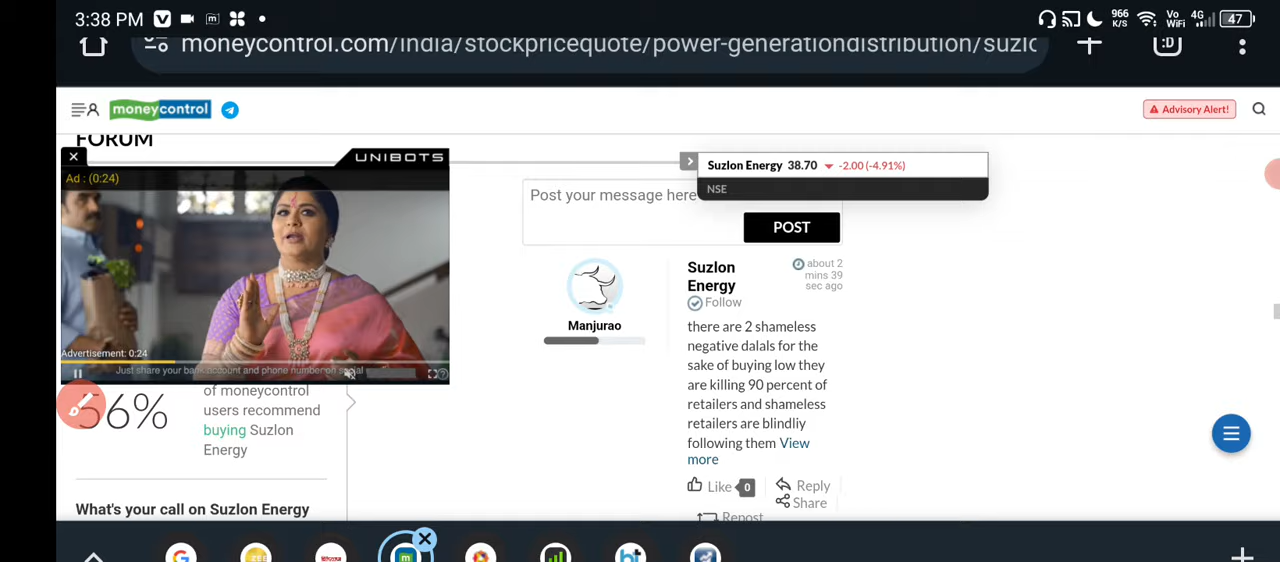 3:38 PM
966 K/S Vo WiFi 4G 47
moneycontrol.com/india/stockpricequote/power-generationdistribution/suzlo
:D
moneycontrol
Advisory Alert!
FORUM
UNIBOTS
Ad : (0:24)
Advertisement: 0:24
Just share your bank account and phone number on social
Suzlon Energy 38.70 -2.00 (-4.91%)
NSE
Post your message here
POST
Manjurao
Suzlon
Energy
Follow
about 2
mins 39
sec ago
there are 2 shameless
negative dalals for the
sake of buying low they
are killing 90 percent of
retailers and shameless
retailers are blindliy
following them View
more
Like 0
Reply
Share
Repost
56%
of moneycontrol
users recommend
buying Suzlon
Energy
What's your call on Suzlon Energy